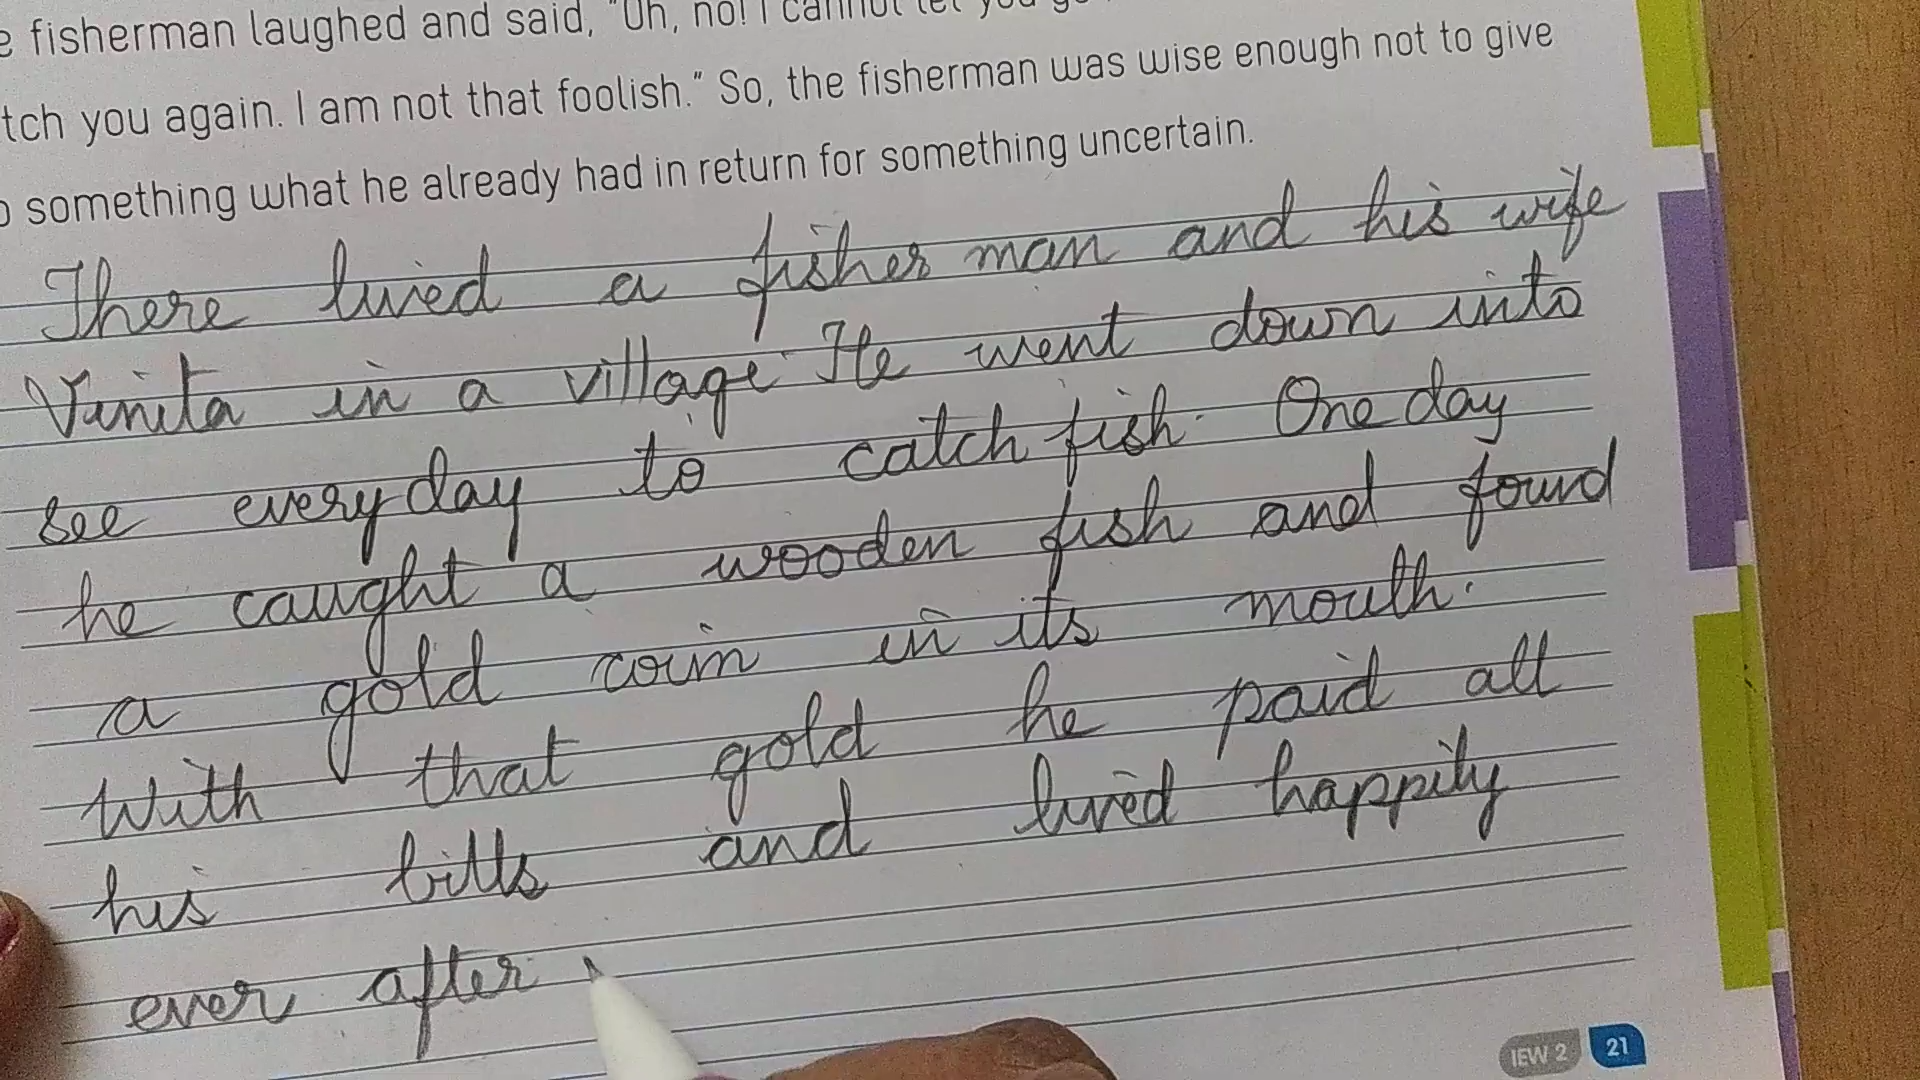 fisherman laughed and said, "Oh, no! I cannot let you go
tch you again. I am not that foolish." So, the fisherman was wise enough not to give
something what he already had in return for something uncertain.
There lived a fisher man and his wife
Vinita in a village. He went down into
see everyday to catch fish. One day
he caught a wooden fish and found
a gold coin in its mouth.
With that gold he paid all
his bills and lived happily
ever after
IEW 2 21